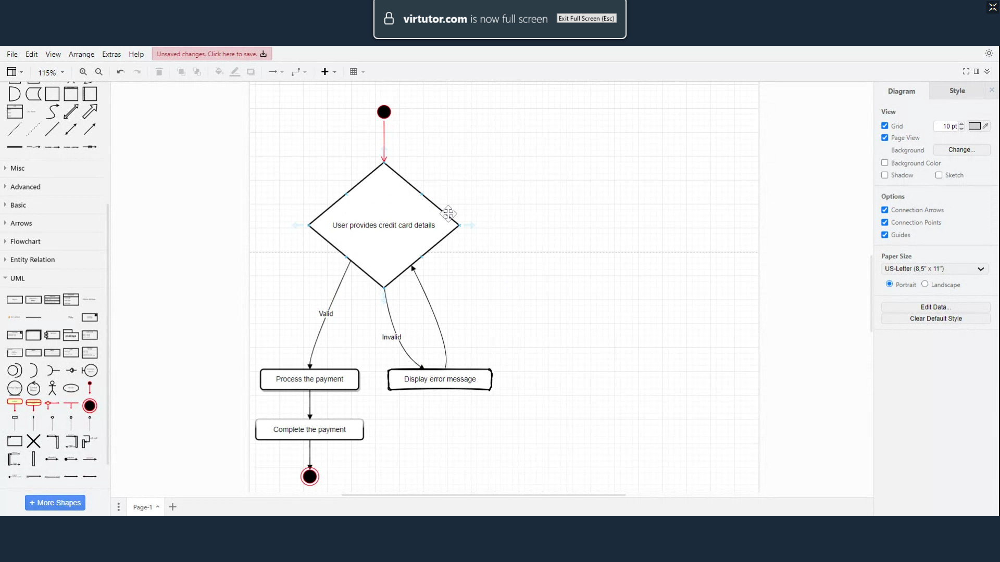 virtutor.com is now full screen Exit Full Screen (Esc)
File Edit View Arrange Extras Help Unsaved changes. Click here to save.
115%
Diagram Style
View
Grid 10 pt
Page View
Background Change...
Background Color
Shadow Sketch
Options
Connection Arrows
Connection Points
Guides
Paper Size
US-Letter (8,5" x 11")
Portrait Landscape
Edit Data...
Clear Default Style
Misc
Advanced
Basic
Arrows
Flowchart
Entity Relation
UML
package
+ More Shapes
User provides credit card details
Valid
Invalid
Process the payment
Display error message
Complete the payment
Page-1